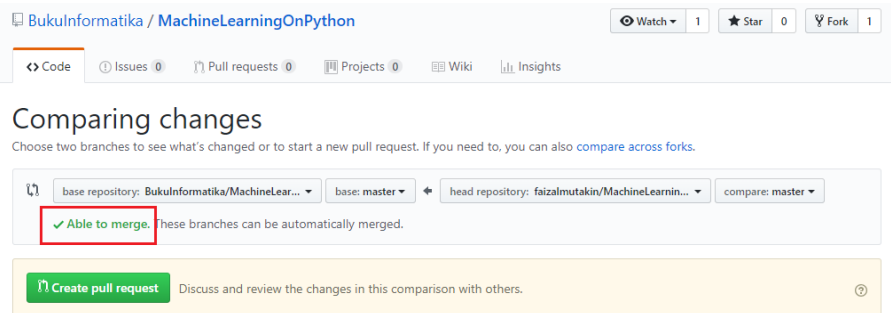 BukuInformatika / MachineLearningOnPython
Watch 1 Star 0 Fork 1
Code Issues 0 Pull requests 0 Projects 0 Wiki Insights
Comparing changes
Choose two branches to see what's changed or to start a new pull request. If you need to, you can also compare across forks.
base repository: BukuInformatika/MachineLear... base: master head repository: faizalmutakin/MachineLearnin... compare: master
Able to merge. These branches can be automatically merged.
Create pull request Discuss and review the changes in this comparison with others.